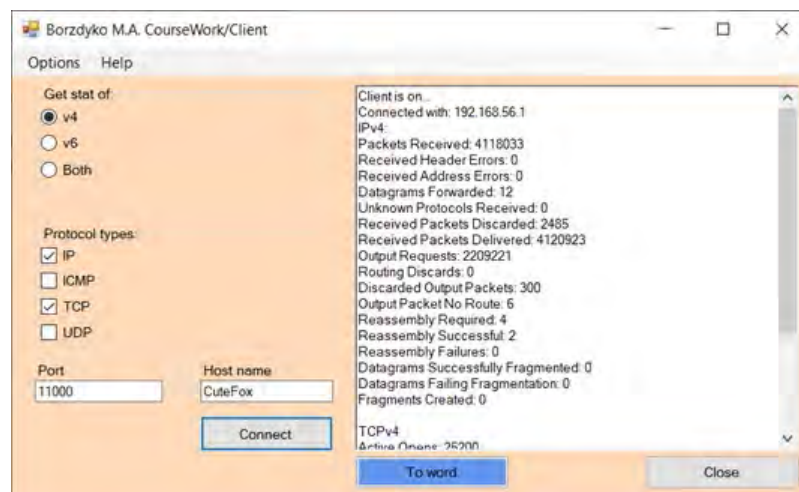 Borzdyko M.A. CourseWork/Client
Options Help
Get stat of:
v4
v6
Both
Protocol types:
IP
ICMP
TCP
UDP
Port
11000
Host name
CuteFox
Connect
Client is on...
Connected with: 192.168.56.1
IPv4:
Packets Received: 4118033
Received Header Errors: 0
Received Address Errors: 0
Datagrams Forwarded: 12
Unknown Protocols Received: 0
Received Packets Discarded: 2485
Received Packets Delivered: 4120923
Output Requests: 2209221
Routing Discards: 0
Discarded Output Packets: 300
Output Packet No Route: 6
Reassembly Required: 4
Reassembly Successful: 2
Reassembly Failures: 0
Datagrams Successfully Fragmented: 0
Datagrams Failing Fragmentation: 0
Fragments Created: 0
TCPv4
Active Opens: 25200
To word
Close